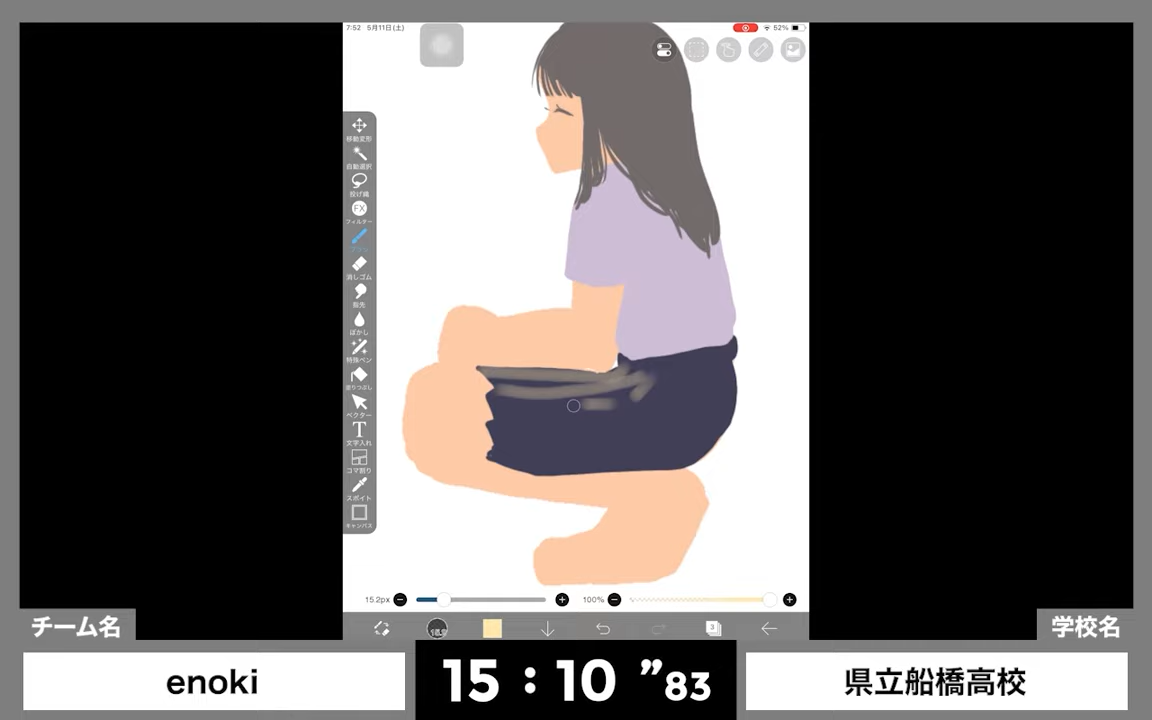 7:52 5月11日(土)
52%
移動変形
自動選択
投げ縄
FX
フィルター
ブラシ
消しゴム
指先
ぼかし
特殊ペン
塗りつぶし
ベクター
T
文字入れ
コマ割り
スポイト
キャンバス
15.2px
100%
3
チーム名
学校名
enoki
15:10"83
県立船橋高校